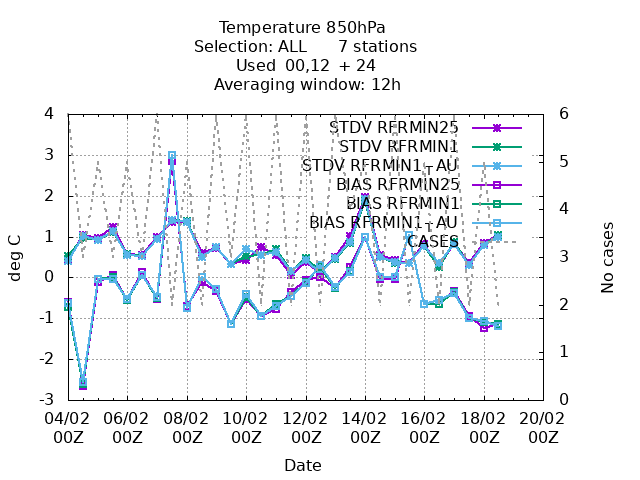 Temperature 850hPa
Selection: ALL 7 stations
Used 00,12 + 24
Averaging window: 12h
4
3
2
1
0
-1
-2
-3
deg C
6
5
4
3
2
1
0
No cases
STDV RFRMIN25
STDV RFRMIN1
STDV RFRMIN1-AU
BIAS RFRMIN25
BIAS RFRMIN1
BIAS RFRMIN1-AU
CASES
04/02 06/02 08/02 10/02 12/02 14/02 16/02 18/02 20/02
00Z 00Z 00Z 00Z 00Z 00Z 00Z 00Z 00Z
Date